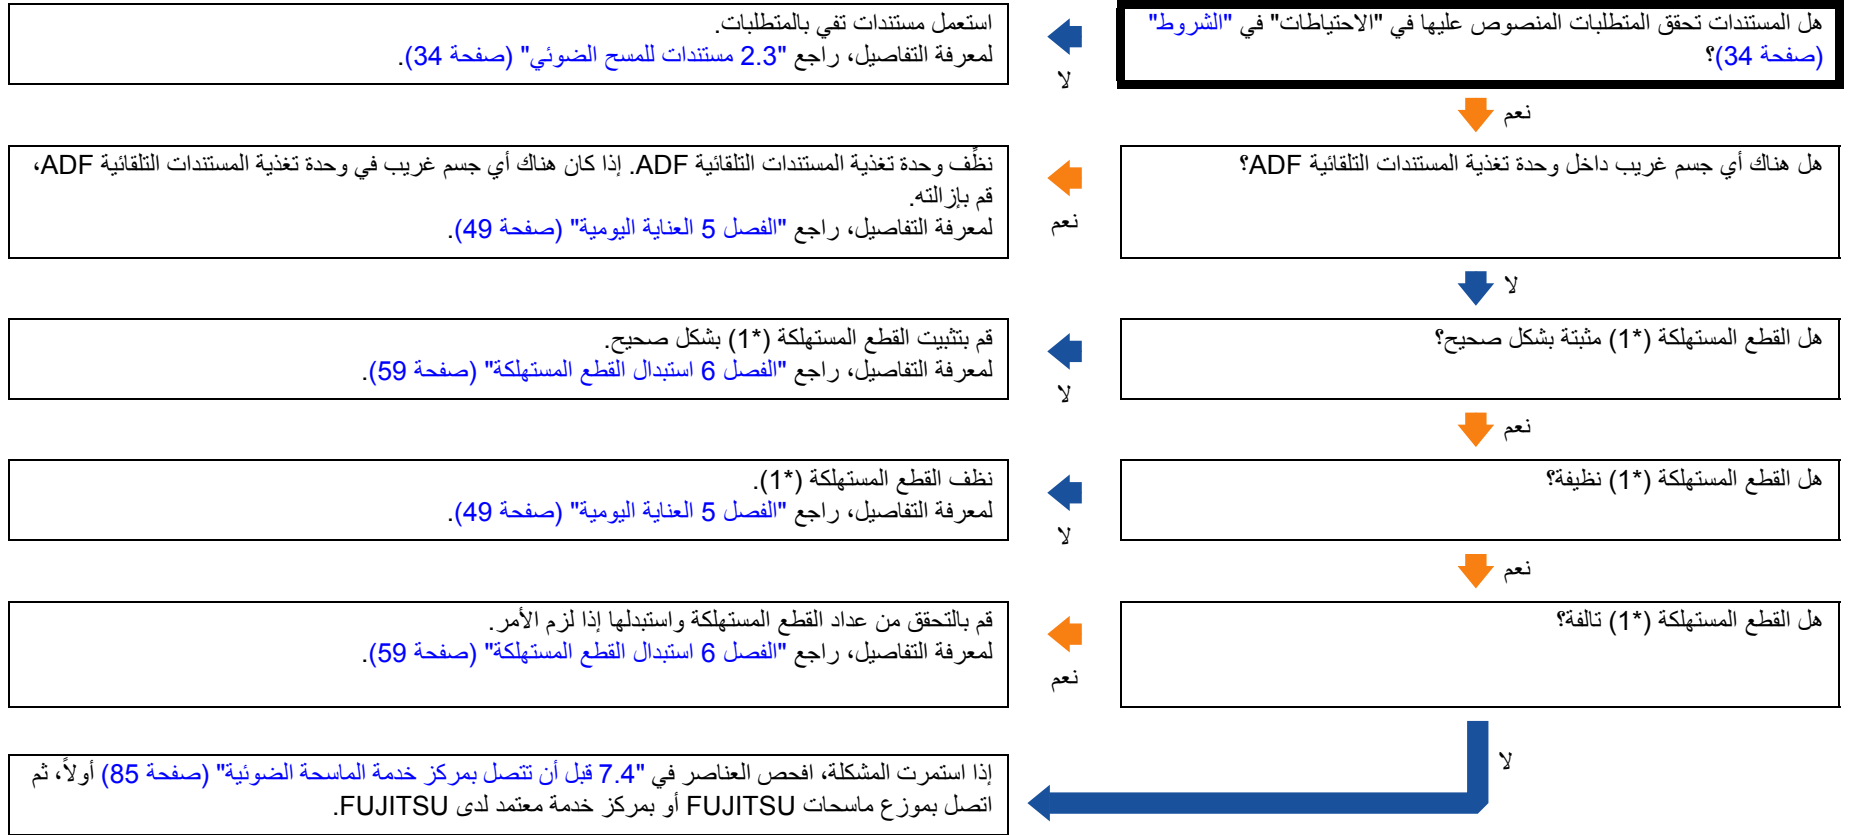 هل المستندات تحقق المتطلبات المنصوص عليها في "الاحتياطات" في "الشروط"
(صفحة 34)؟
لا
استعمل مستندات تفي بالمتطلبات.
لمعرفة التفاصيل، راجع "2.3 مستندات للمسح الضوئي" (صفحة 34).
نعم
هل هناك أي جسم غريب داخل وحدة تغذية المستندات التلقائية ADF؟
نعم
نظِّف وحدة تغذية المستندات التلقائية ADF. إذا كان هناك أي جسم غريب في وحدة تغذية المستندات التلقائية ADF،
قم بإزالته.
لمعرفة التفاصيل، راجع "الفصل 5 العناية اليومية" (صفحة 49).
لا
هل القطع المستهلكة (*1) مثبتة بشكل صحيح؟
لا
قم بتثبيت القطع المستهلكة (*1) بشكل صحيح.
لمعرفة التفاصيل، راجع "الفصل 6 استبدال القطع المستهلكة" (صفحة 59).
نعم
هل القطع المستهلكة (*1) نظيفة؟
لا
نظف القطع المستهلكة (*1).
لمعرفة التفاصيل، راجع "الفصل 5 العناية اليومية" (صفحة 49).
نعم
هل القطع المستهلكة (*1) تالفة؟
نعم
قم بالتحقق من عداد القطع المستهلكة واستبدلها إذا لزم الأمر.
لمعرفة التفاصيل، راجع "الفصل 6 استبدال القطع المستهلكة" (صفحة 59).
لا
إذا استمرت المشكلة، افحص العناصر في "7.4 قبل أن تتصل بمركز خدمة الماسحة الضوئية" (صفحة 85) أولاً، ثم
اتصل بموزع ماسحات FUJITSU أو بمركز خدمة معتمد لدى FUJITSU.